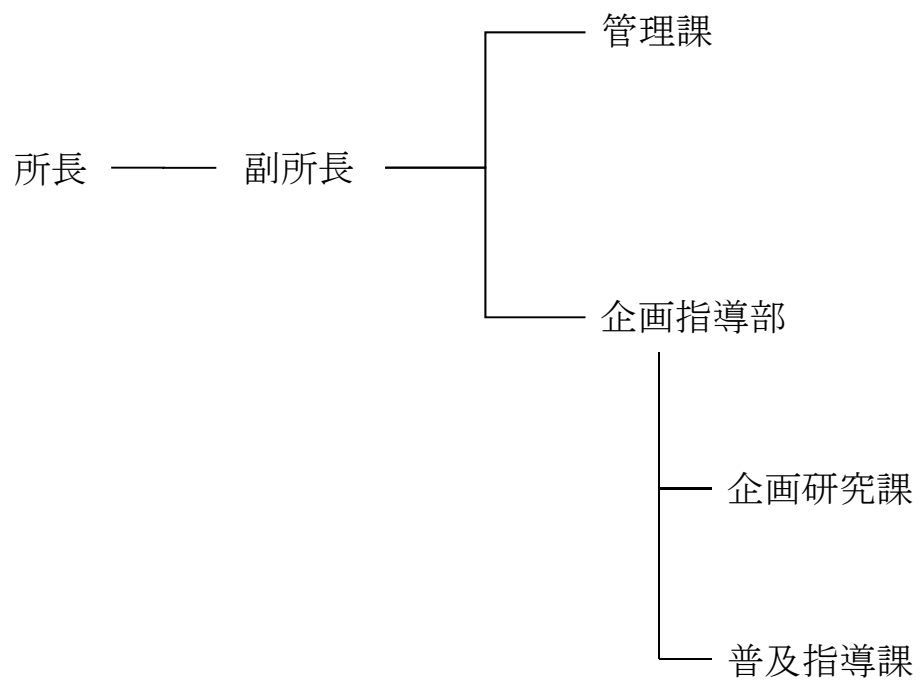 管理課
所長
副所長
企画指導部
企画研究課
普及指導課